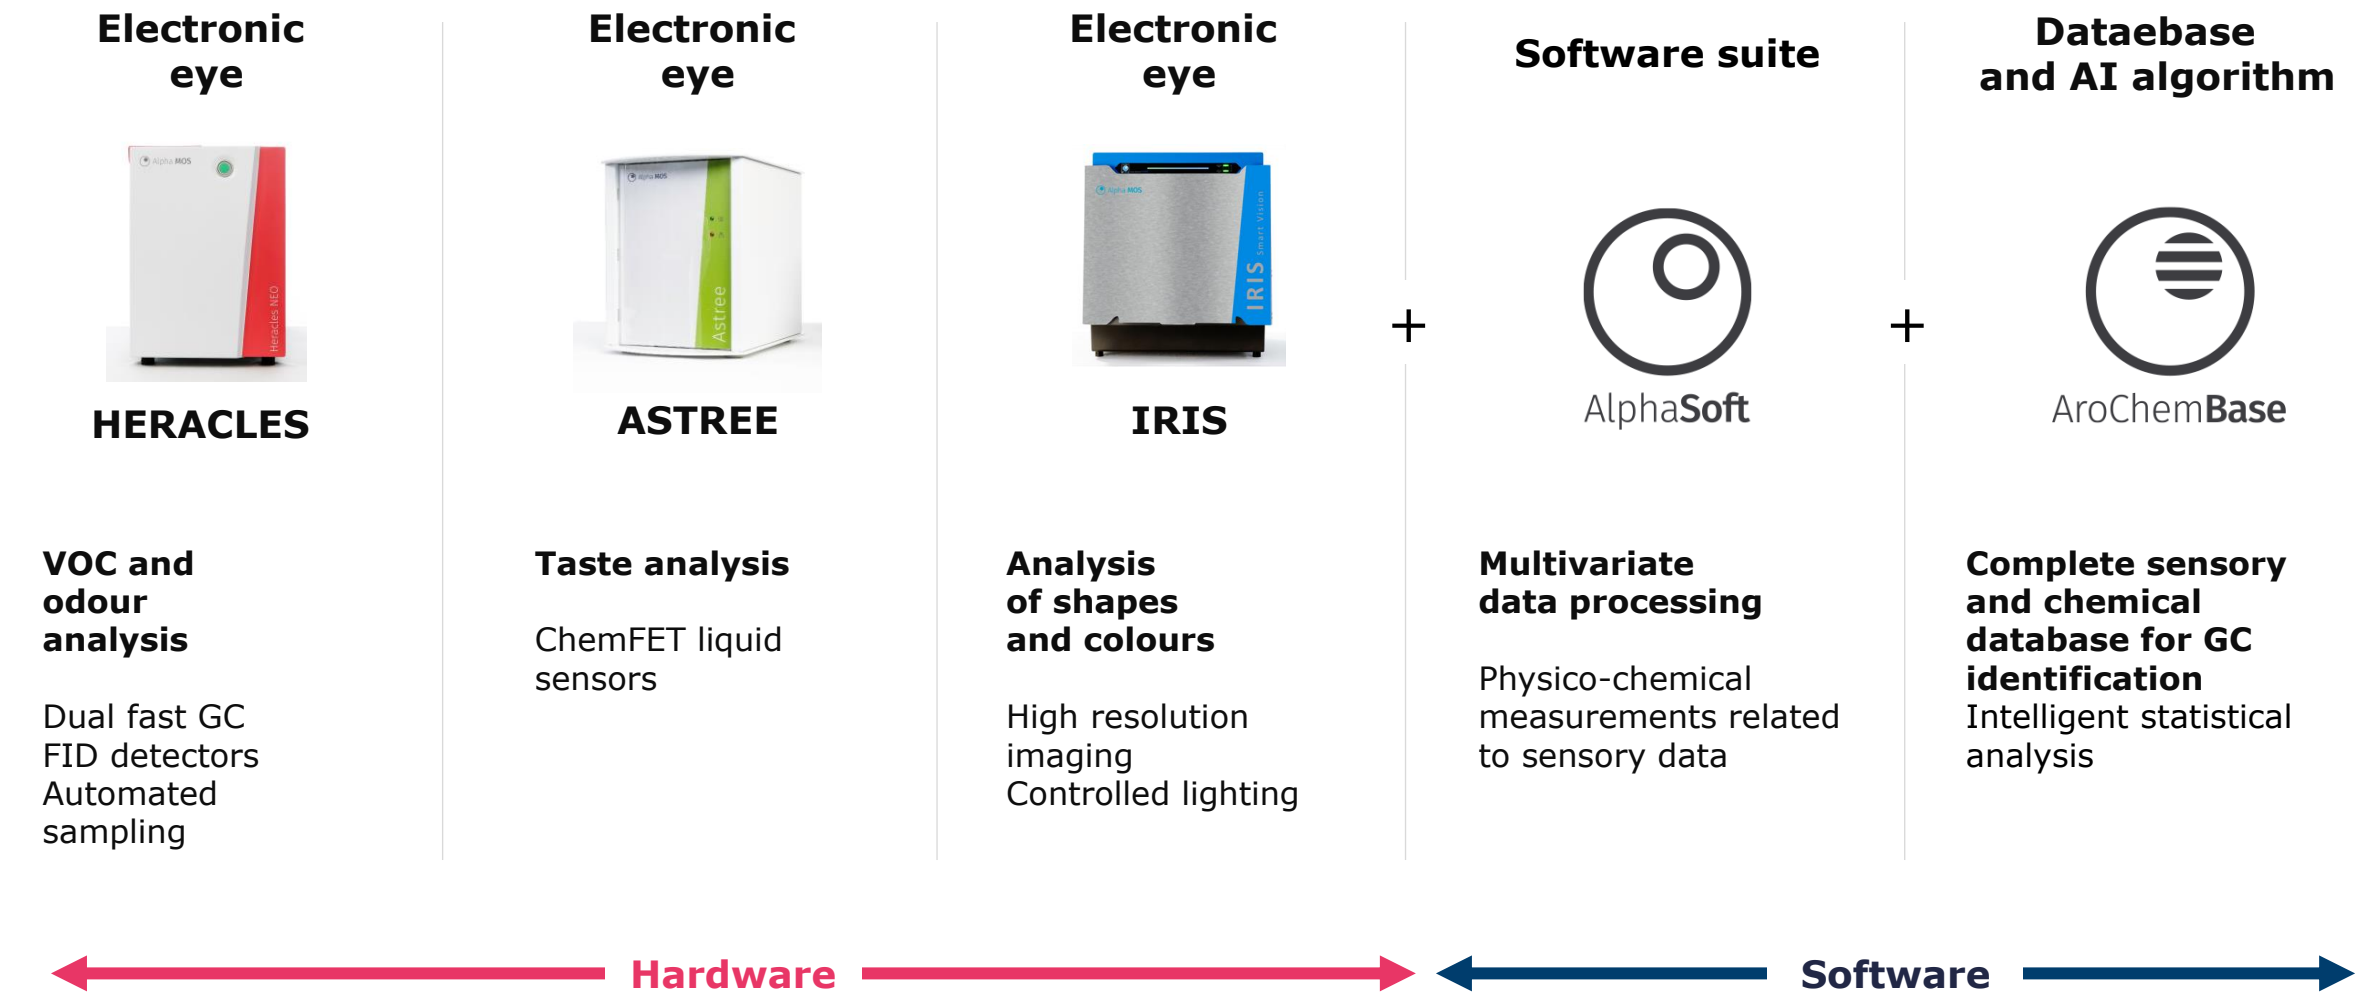 Electronic
eye
Alpha MOS
Heracles NEO
HERACLES
VOC and
odour
analysis
Dual fast GC
FID detectors
Automated
sampling
Electronic
eye
Alpha MOS
Astree
ASTREE
Taste analysis
ChemFET liquid
sensors
Electronic
eye
Alpha MOS
IRIS Smart Vision
IRIS
Analysis
of shapes
and colours
High resolution
imaging
Controlled lighting
+
Software suite
AlphaSoft
Multivariate
data processing
Physico-chemical
measurements related
to sensory data
+
Dataebase
and AI algorithm
AroChemBase
Complete sensory
and chemical
database for GC
identification
Intelligent statistical
analysis
Hardware
Software